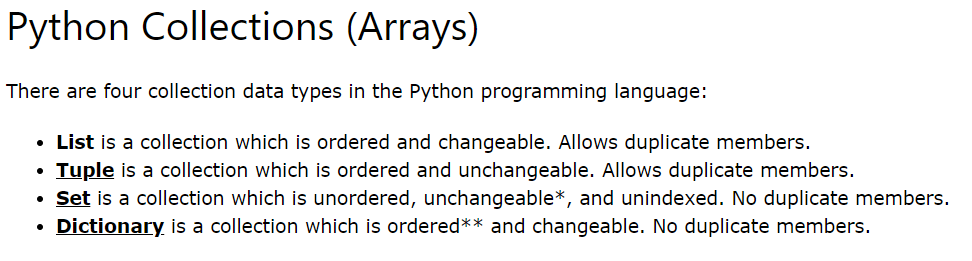 Python Collections (Arrays)
There are four collection data types in the Python programming language:
• List is a collection which is ordered and changeable. Allows duplicate members.
• Tuple is a collection which is ordered and unchangeable. Allows duplicate members.
• Set is a collection which is unordered, unchangeable*, and unindexed. No duplicate members.
• Dictionary is a collection which is ordered** and changeable. No duplicate members.